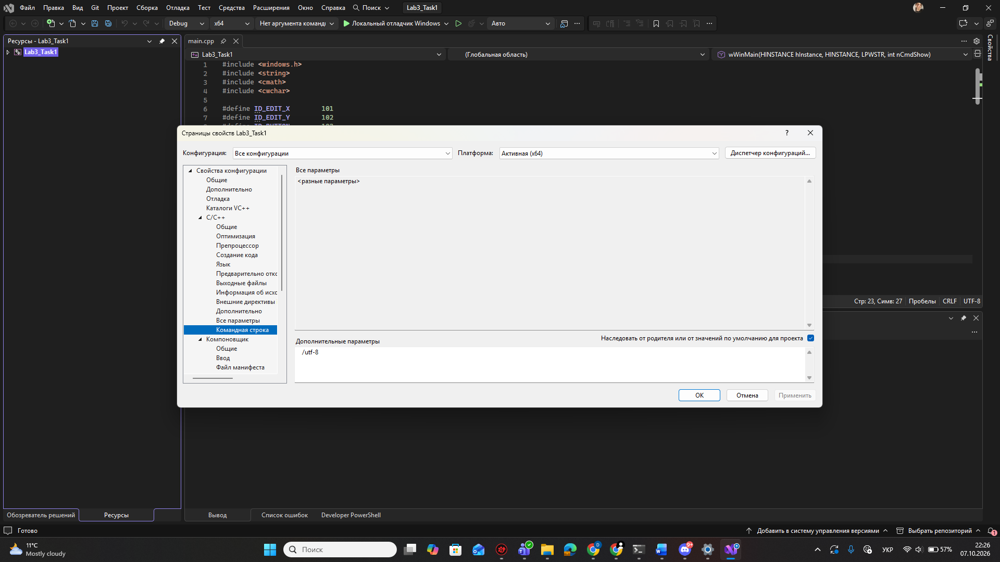 Файл Правка Вид Git Проект Сборка Отладка Тест Средства Расширения Окно Справка Поиск Lab3_Task1
Debug x64 Нет аргумента команді Локальный отладчик Windows Авто
Ресурсы - Lab3_Task1
Lab3_Task1
main.cpp
Lab3_Task1 (Глобальная область) wWinMain(HINSTANCE hInstance, HINSTANCE, LPWSTR, int nCmdShow)
Свойства
1 #include <windows.h>
2 #include <string>
3 #include <cmath>
4 #include <cwchar>
5
6 #define ID_EDIT_X 101
7 #define ID_EDIT_Y 102
Страницы свойств Lab3_Task1 ?
Конфигурация: Все конфигурации Платформа: Активная (x64) Диспетчер конфигураций...
Свойства конфигурации
Общие
Дополнительно
Отладка
Каталоги VC++
C/C++
Общие
Оптимизация
Препроцессор
Создание кода
Язык
Предварительно отко
Выходные файлы
Информация об исхо
Внешние директивы
Дополнительно
Все параметры
Командная строка
Компоновщик
Общие
Ввод
Файл манифеста
Все параметры
<разные параметры>
Дополнительные параметры
Наследовать от родителя или от значений по умолчанию для проекта
/utf-8
ОК Отмена Применить
Стр: 23, Симв: 27 Пробелы CRLF UTF-8
Обозреватель решений Ресурсы
Вывод Список ошибок Developer PowerShell
Готово
Добавить в систему управления версиями Выбрать репозиторий 1
11°C
Mostly cloudy
Поиск
D
9+
УКР
57%
22:26
07.10.2026